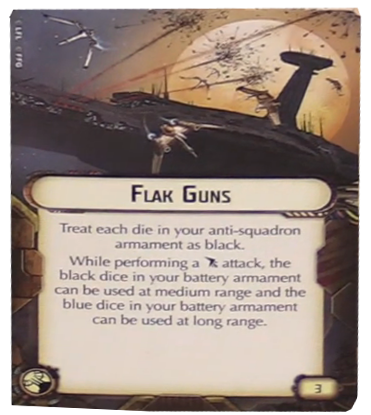 © LFL © FFG
FLAK GUNS
Treat each die in your anti-squadron
armament as black.
While performing a attack, the
black dice in your battery armament
can be used at medium range and the
blue dice in your battery armament
can be used at long range.
3